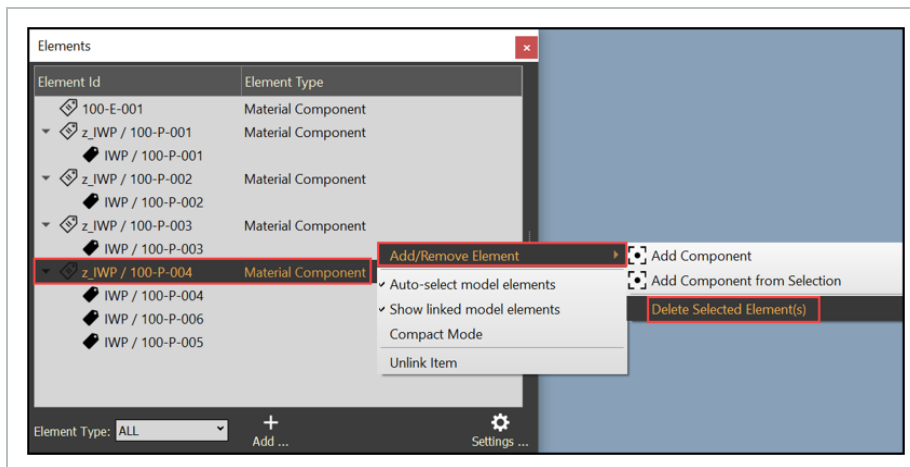 Elements
×
Element Id Element Type
100-E-001 Material Component
z_IWP / 100-P-001 Material Component
IWP / 100-P-001
z_IWP / 100-P-002 Material Component
IWP / 100-P-002
z_IWP / 100-P-003 Material Component
IWP / 100-P-003
z_IWP / 100-P-004 Material Component
IWP / 100-P-004
IWP / 100-P-006
IWP / 100-P-005
Add/Remove Element
Auto-select model elements
Show linked model elements
Compact Mode
Unlink Item
Add Component
Add Component from Selection
Delete Selected Element(s)
Element Type: ALL
Add ...
Settings ...